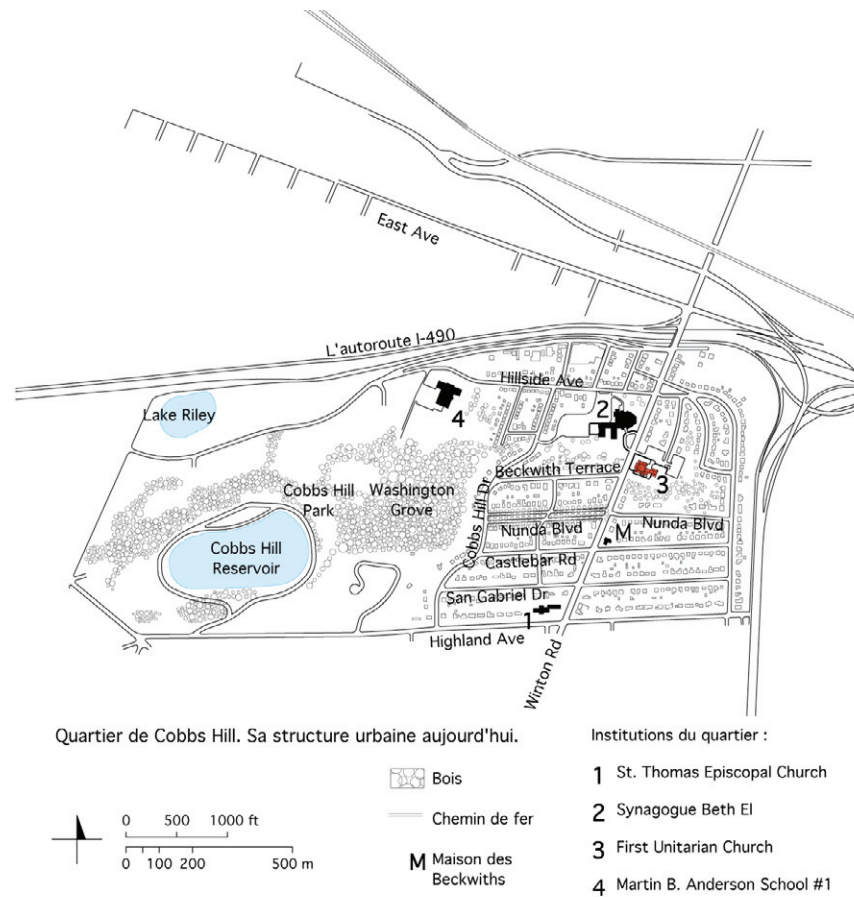 East Ave
L'autoroute I-490
Hillside Ave
Lake Riley
4
2
Beckwith Terrace
3
Cobbs Hill
Park
Washington
Grove
Cobbs Hill Dr
Nunda Blvd
M
Nunda Blvd
Cobbs Hill
Reservoir
Castlebar Rd
San Gabriel Dr
1
Highland Ave
Winton Rd
Quartier de Cobbs Hill. Sa structure urbaine aujourd'hui.
0 500 1000 ft
0 100 200 500 m
Bois
Chemin de fer
M Maison des
Beckwiths
Institutions du quartier :
1 St. Thomas Episcopal Church
2 Synagogue Beth El
3 First Unitarian Church
4 Martin B. Anderson School #1